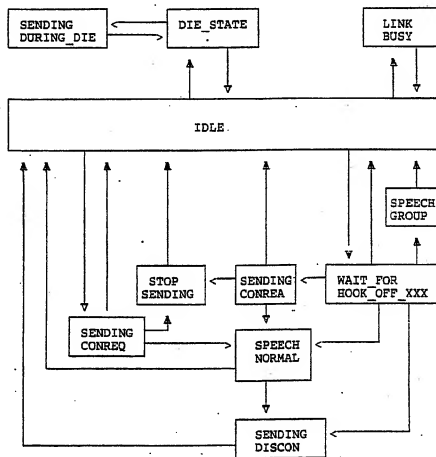 SENDING
DURING_DIE
DIE_STATE
LINK
BUSY
IDLE
SPEECH
GROUP
STOP
SENDING
SENDING
CONREA
WAIT_FOR
HOOK_OFF_XXX
SENDING
CONREQ
SPEECH
NORMAL
SENDING
DISCON